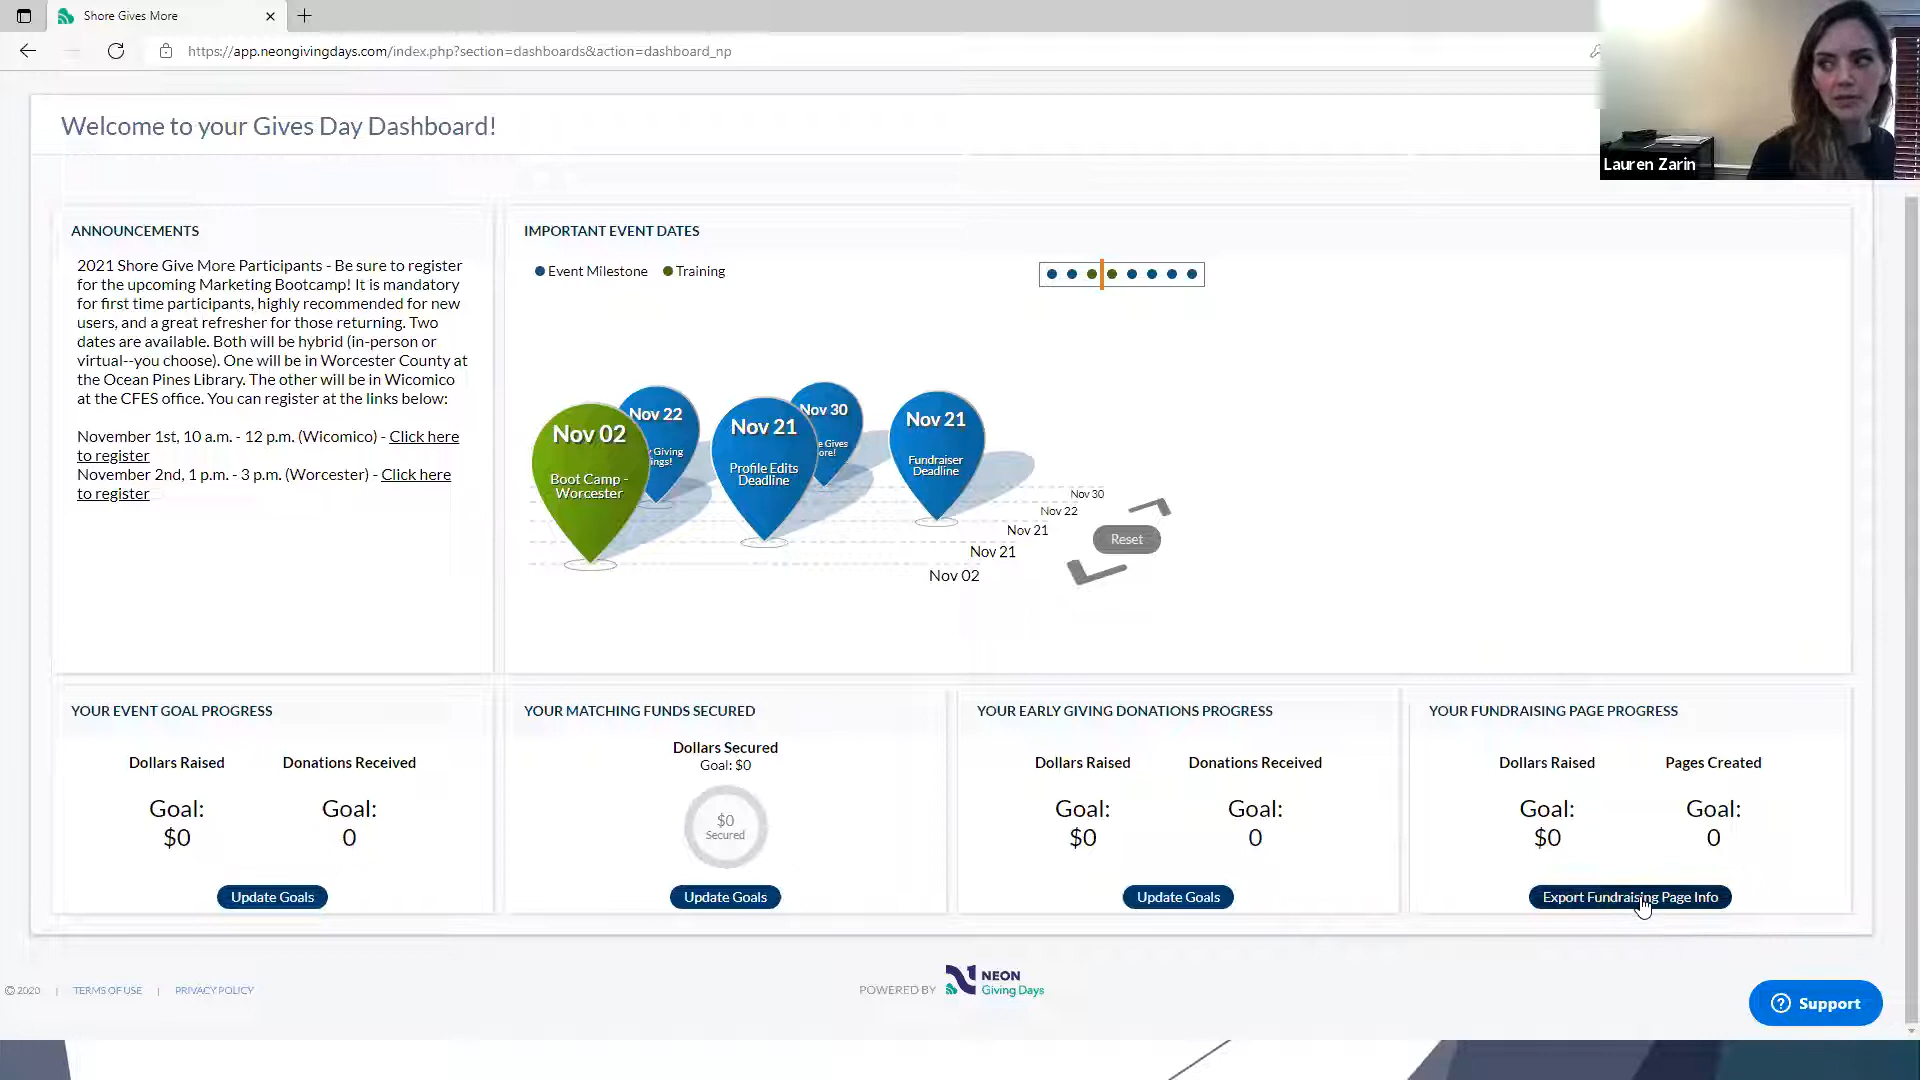 Shore Gives More
https://app.neongivingdays.com/index.php?section=dashboards&action=dashboard_np
Lauren Zarin
Welcome to your Gives Day Dashboard!
ANNOUNCEMENTS
2021 Shore Give More Participants - Be sure to register
for the upcoming Marketing Bootcamp! It is mandatory
for first time participants, highly recommended for new
users, and a great refresher for those returning. Two
dates are available. Both will be hybrid (in-person or
virtual--you choose). One will be in Worcester County at
the Ocean Pines Library. The other will be in Wicomico
at the CFES office. You can register at the links below:
November 1st, 10 a.m. - 12 p.m. (Wicomico) - Click here
to register
November 2nd, 1 p.m. - 3 p.m. (Worcester) - Click here
to register
IMPORTANT EVENT DATES
Event Milestone
Training
Nov 02
Boot Camp -
Worcester
Nov 22
Giving
Nov 21
Profile Edits
Deadline
Nov 30
Gives
Nov 21
Fundraiser
Deadline
Nov 30
Nov 22
Nov 21
Nov 21
Nov 02
Reset
YOUR EVENT GOAL PROGRESS
Dollars Raised
Donations Received
Goal:
$0
Goal:
0
Update Goals
YOUR MATCHING FUNDS SECURED
Dollars Secured
Goal: $0
$0
Secured
Update Goals
YOUR EARLY GIVING DONATIONS PROGRESS
Dollars Raised
Donations Received
Goal:
$0
Goal:
0
Update Goals
YOUR FUNDRAISING PAGE PROGRESS
Dollars Raised
Pages Created
Goal:
$0
Goal:
0
Export Fundraising Page Info
© 2020 | TERMS OF USE | PRIVACY POLICY
POWERED BY NEON
Giving Days
Support